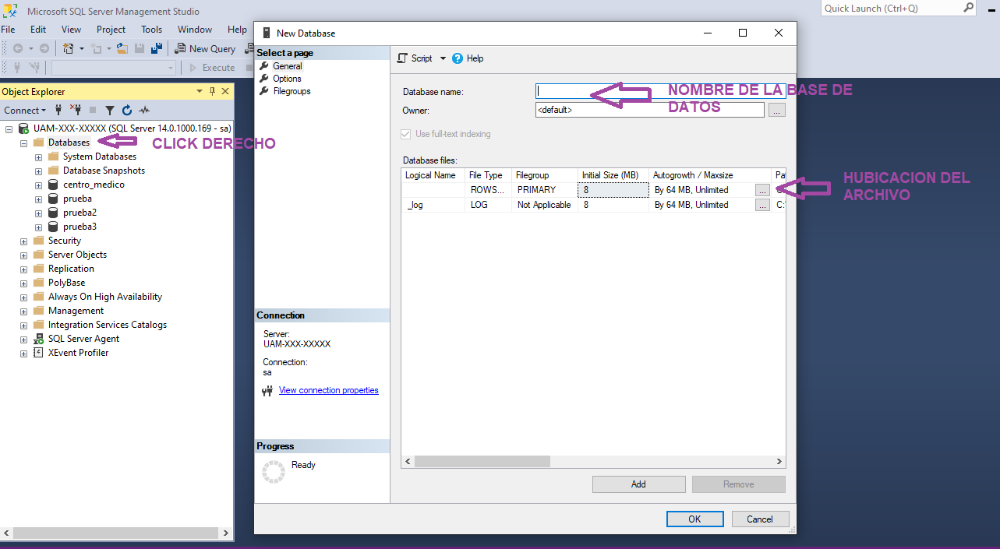 Microsoft SQL Server Management Studio
Quick Launch (Ctrl+Q)
File Edit View Project Tools Window Help
New Query
Execute
Object Explorer
Connect
UAM-XXX-XXXXX (SQL Server 14.0.1000.169 - sa)
Databases
CLICK DERECHO
System Databases
Database Snapshots
centro_medico
prueba
prueba2
prueba3
Security
Server Objects
Replication
PolyBase
Always On High Availability
Management
Integration Services Catalogs
SQL Server Agent
XEvent Profiler
New Database
Select a page
General
Options
Filegroups
Connection
Server:
UAM-XXX-XXXXX
Connection:
sa
View connection properties
Progress
Ready
Script Help
Database name:
NOMBRE DE LA BASE DE
DATOS
Owner: <default> ...
Use full-text indexing
Database files:
Logical Name File Type Filegroup Initial Size (MB) Autogrowth / Maxsize
ROWS... PRIMARY 8 By 64 MB, Unlimited ...
_log LOG Not Applicable 8 By 64 MB, Unlimited ... C:
HUBICACION DEL
ARCHIVO
Add Remove
OK Cancel